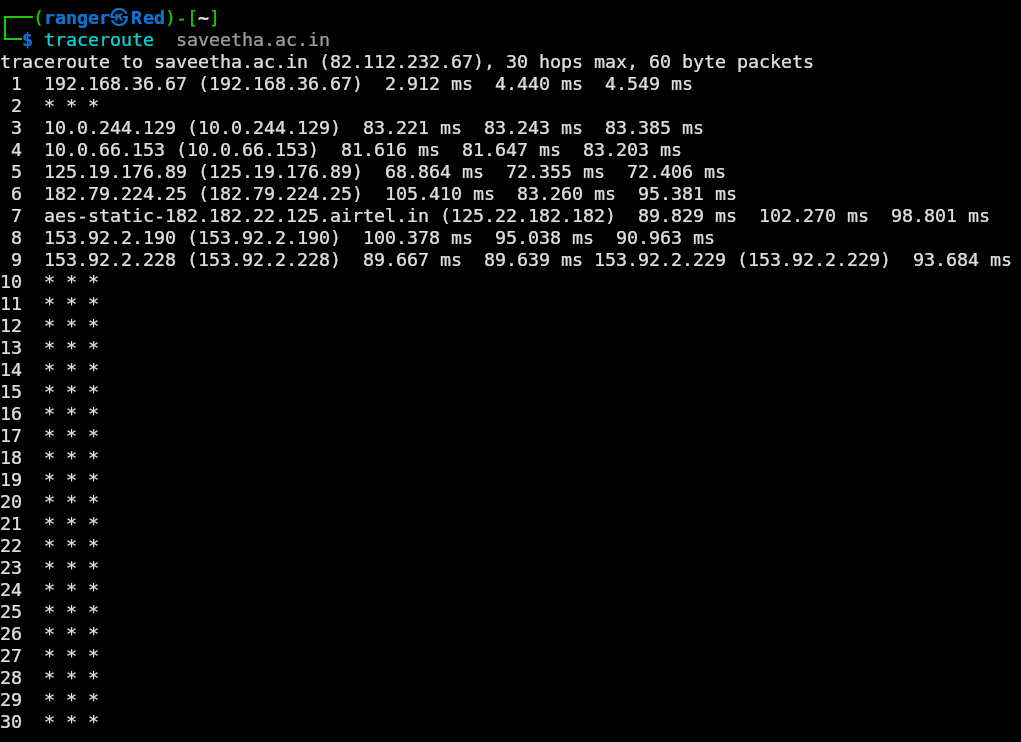 ┌──(ranger㉿Red)-[~]
└─$ traceroute  saveetha.ac.in
traceroute to saveetha.ac.in (82.112.232.67), 30 hops max, 60 byte packets
 1  192.168.36.67 (192.168.36.67)  2.912 ms  4.440 ms  4.549 ms
 2  * * *
 3  10.0.244.129 (10.0.244.129)  83.221 ms  83.243 ms  83.385 ms
 4  10.0.66.153 (10.0.66.153)  81.616 ms  81.647 ms  83.203 ms
 5  125.19.176.89 (125.19.176.89)  68.864 ms  72.355 ms  72.406 ms
 6  182.79.224.25 (182.79.224.25)  105.410 ms  83.260 ms  95.381 ms
 7  aes-static-182.182.22.125.airtel.in (125.22.182.182)  89.829 ms  102.270 ms  98.801 ms
 8  153.92.2.190 (153.92.2.190)  100.378 ms  95.038 ms  90.963 ms
 9  153.92.2.228 (153.92.2.228)  89.667 ms  89.639 ms 153.92.2.229 (153.92.2.229)  93.684 ms
10  * * *
11  * * *
12  * * *
13  * * *
14  * * *
15  * * *
16  * * *
17  * * *
18  * * *
19  * * *
20  * * *
21  * * *
22  * * *
23  * * *
24  * * *
25  * * *
26  * * *
27  * * *
28  * * *
29  * * *
30  * * *